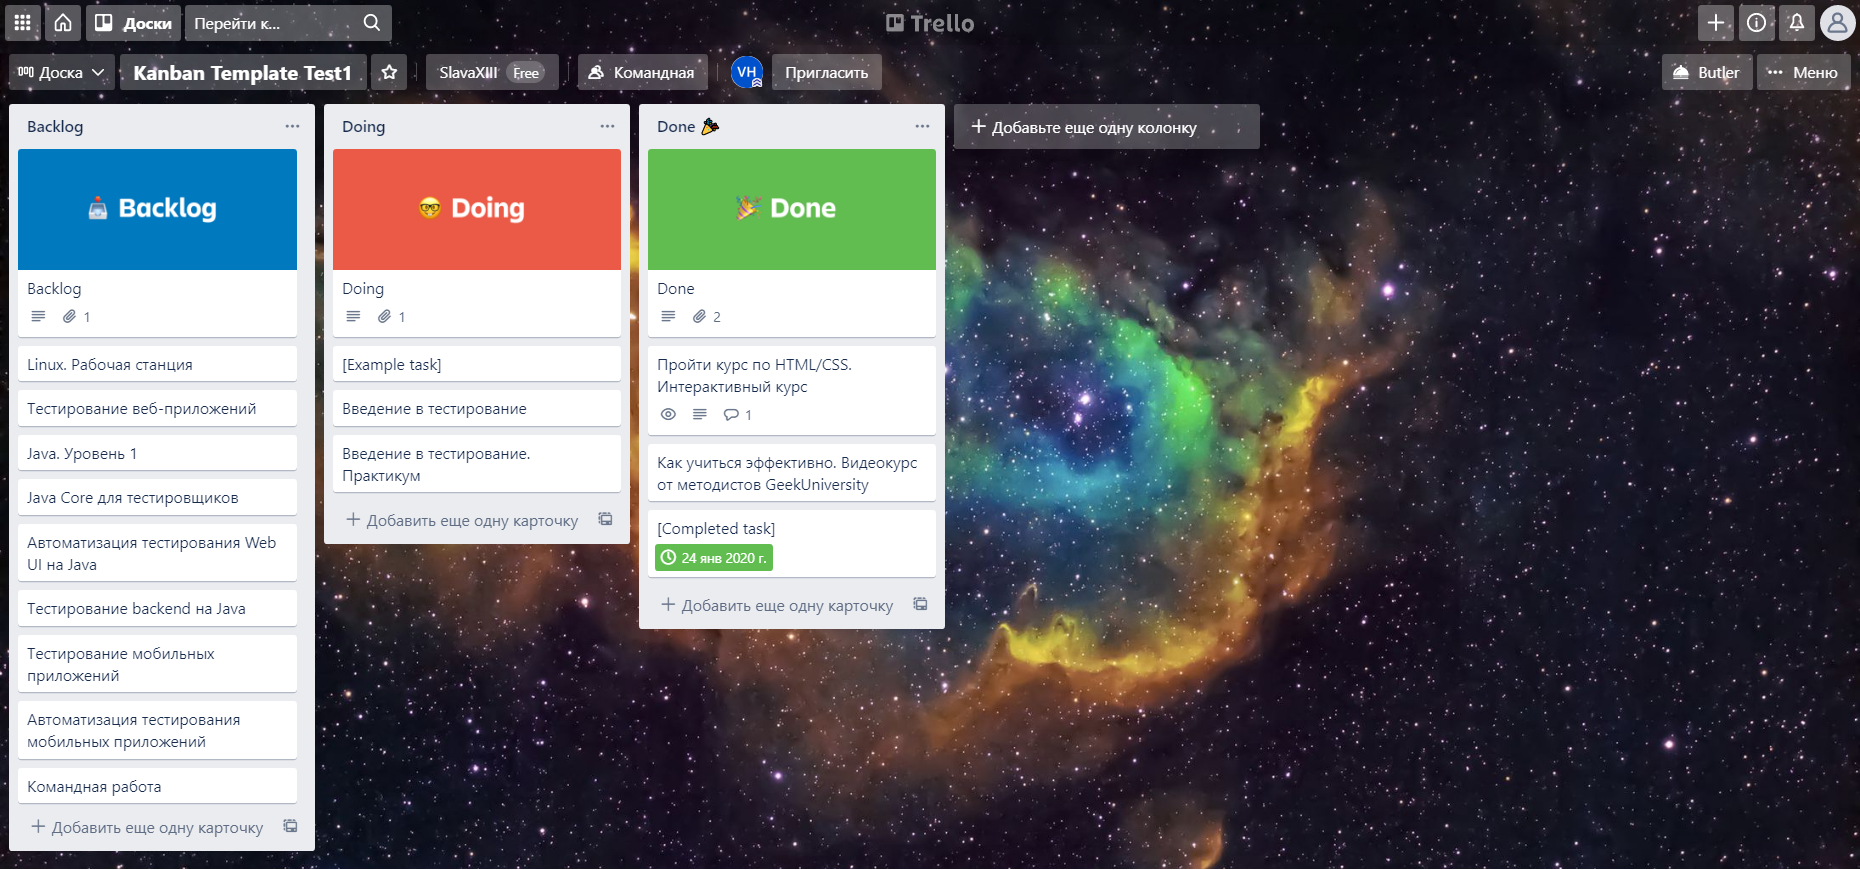 Доски
Перейти к...
Trello
Доска
Kanban Template Test1
SlavaXIII Free
Командная
VH
Пригласить
Butler
Меню
Backlog
Backlog
Backlog
1
Linux. Рабочая станция
Тестирование веб-приложений
Java. Уровень 1
Java Core для тестировщиков
Автоматизация тестирования Web
UI на Java
Тестирование backend на Java
Тестирование мобильных
приложений
Автоматизация тестирования
мобильных приложений
Командная работа
+ Добавить еще одну карточку
Doing
Doing
Doing
1
[Example task]
Введение в тестирование
Введение в тестирование.
Практикум
+ Добавить еще одну карточку
Done
Done
Done
2
Пройти курс по HTML/CSS.
Интерактивный курс
1
Как учиться эффективно. Видеокурс
от методистов GeekUniversity
[Completed task]
24 янв 2020 г.
+ Добавить еще одну карточку
+ Добавьте еще одну колонку